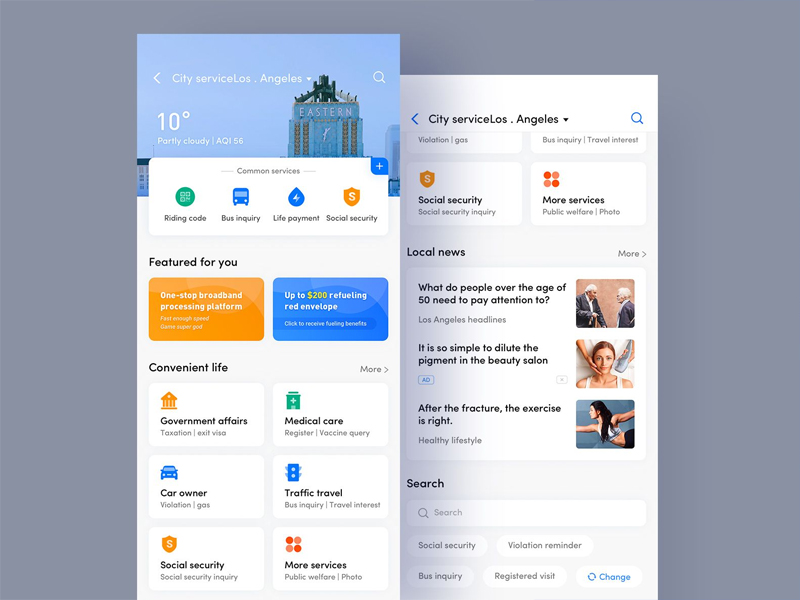 City serviceLos . Angeles
EASTERN
10°
Partly cloudy | AQ1 56
Common services
Riding code
Bus inquiry
Life payment
Social security
Featured for you
One-stop broadband
processing platform
Fast enough speed
Game super god
Up to $200 refueling
red envelope
Click to receive fueling benefits
Convenient life
More
Government affairs
Taxation | exit visa
Medical care
Register | Vaccine query
Car owner
Violation | gas
Traffic travel
Bus inquiry | Travel interest
Social security
Social security inquiry
More services
Public welfare | Photo
City serviceLos . Angeles
Violation | gas
Bus inquiry | Travel interest
Social security
Social security inquiry
More services
Public welfare | Photo
Local news
More
What do people over the age of
50 need to pay attention to?
Los Angeles headlines
It is so simple to dilute the
pigment in the beauty salon
AD
After the fracture, the exercise
is right.
Healthy lifestyle
Search
Search
Social security
Violation reminder
Bus inquiry
Registered visit
Change